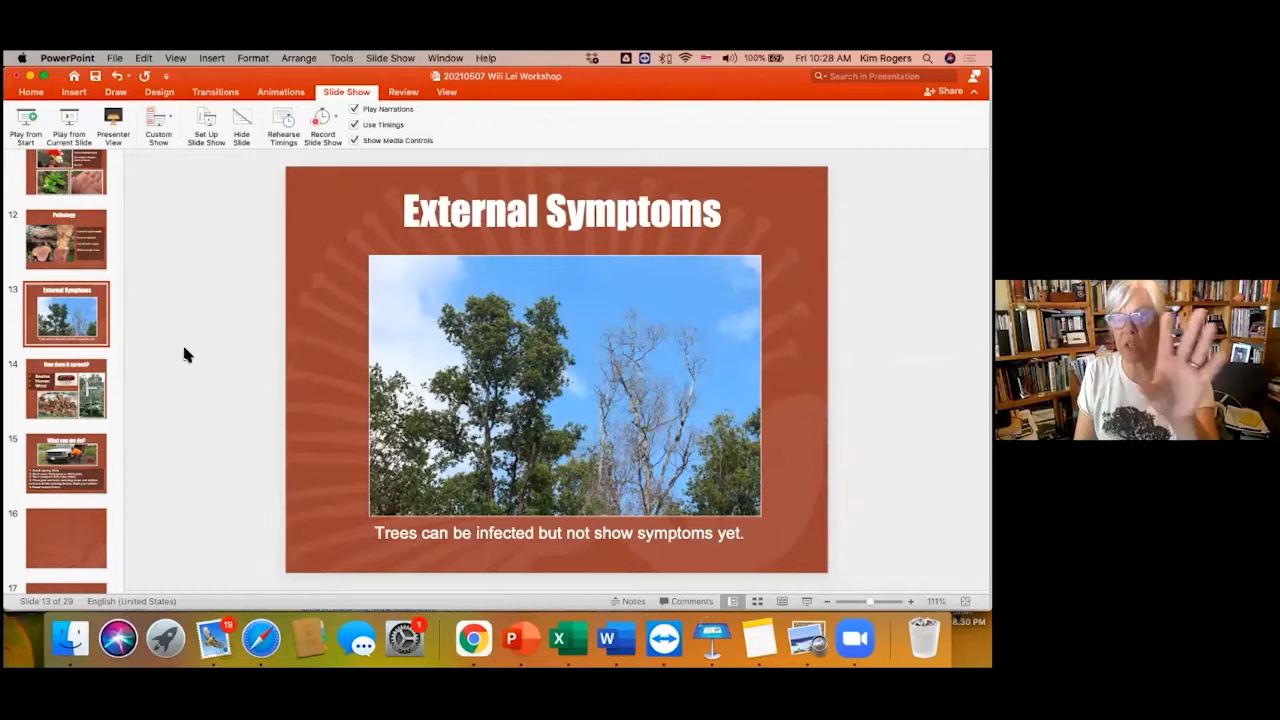 PowerPoint File Edit View Insert Format Arrange Tools Slide Show Window Help 100% Fri 10:28 AM Kim Rogers
20210507 Wili Lei Workshop
Search in Presentation
Home Insert Draw Design Transitions Animations Slide Show Review View Share
Play from Start
Play from Current Slide
Presenter View
Custom Show
Set Up Slide Show
Hide Slide
Rehearse Timings
Record Slide Show
Play Narrations
Use Timings
Show Media Controls
12
Pathology
13
External Symptoms
14
How does it spread?
15
What can we do?
16
17
External Symptoms
Trees can be infected but not show symptoms yet.
Slide 13 of 29 English (United States) Notes Comments 111%
19
1
8.30 PM